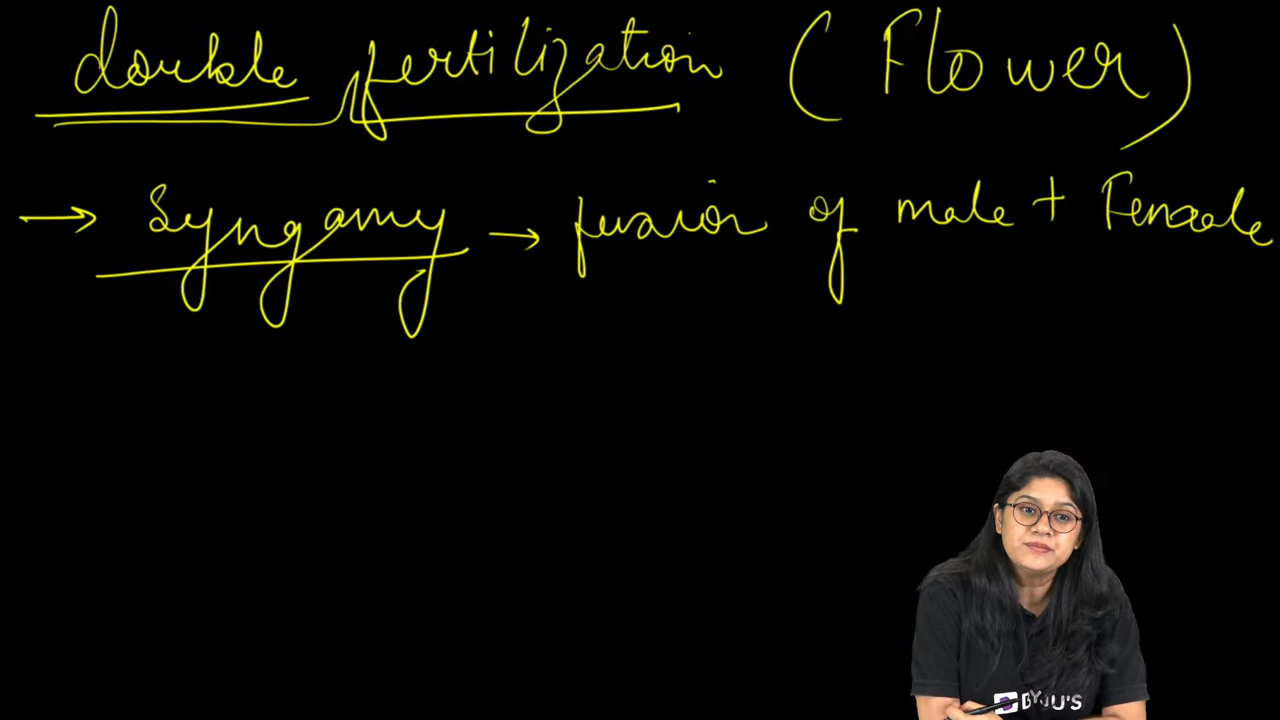 double fertilization (Flower)
→ Syngamy → fusion of male + Female
BYJU'S